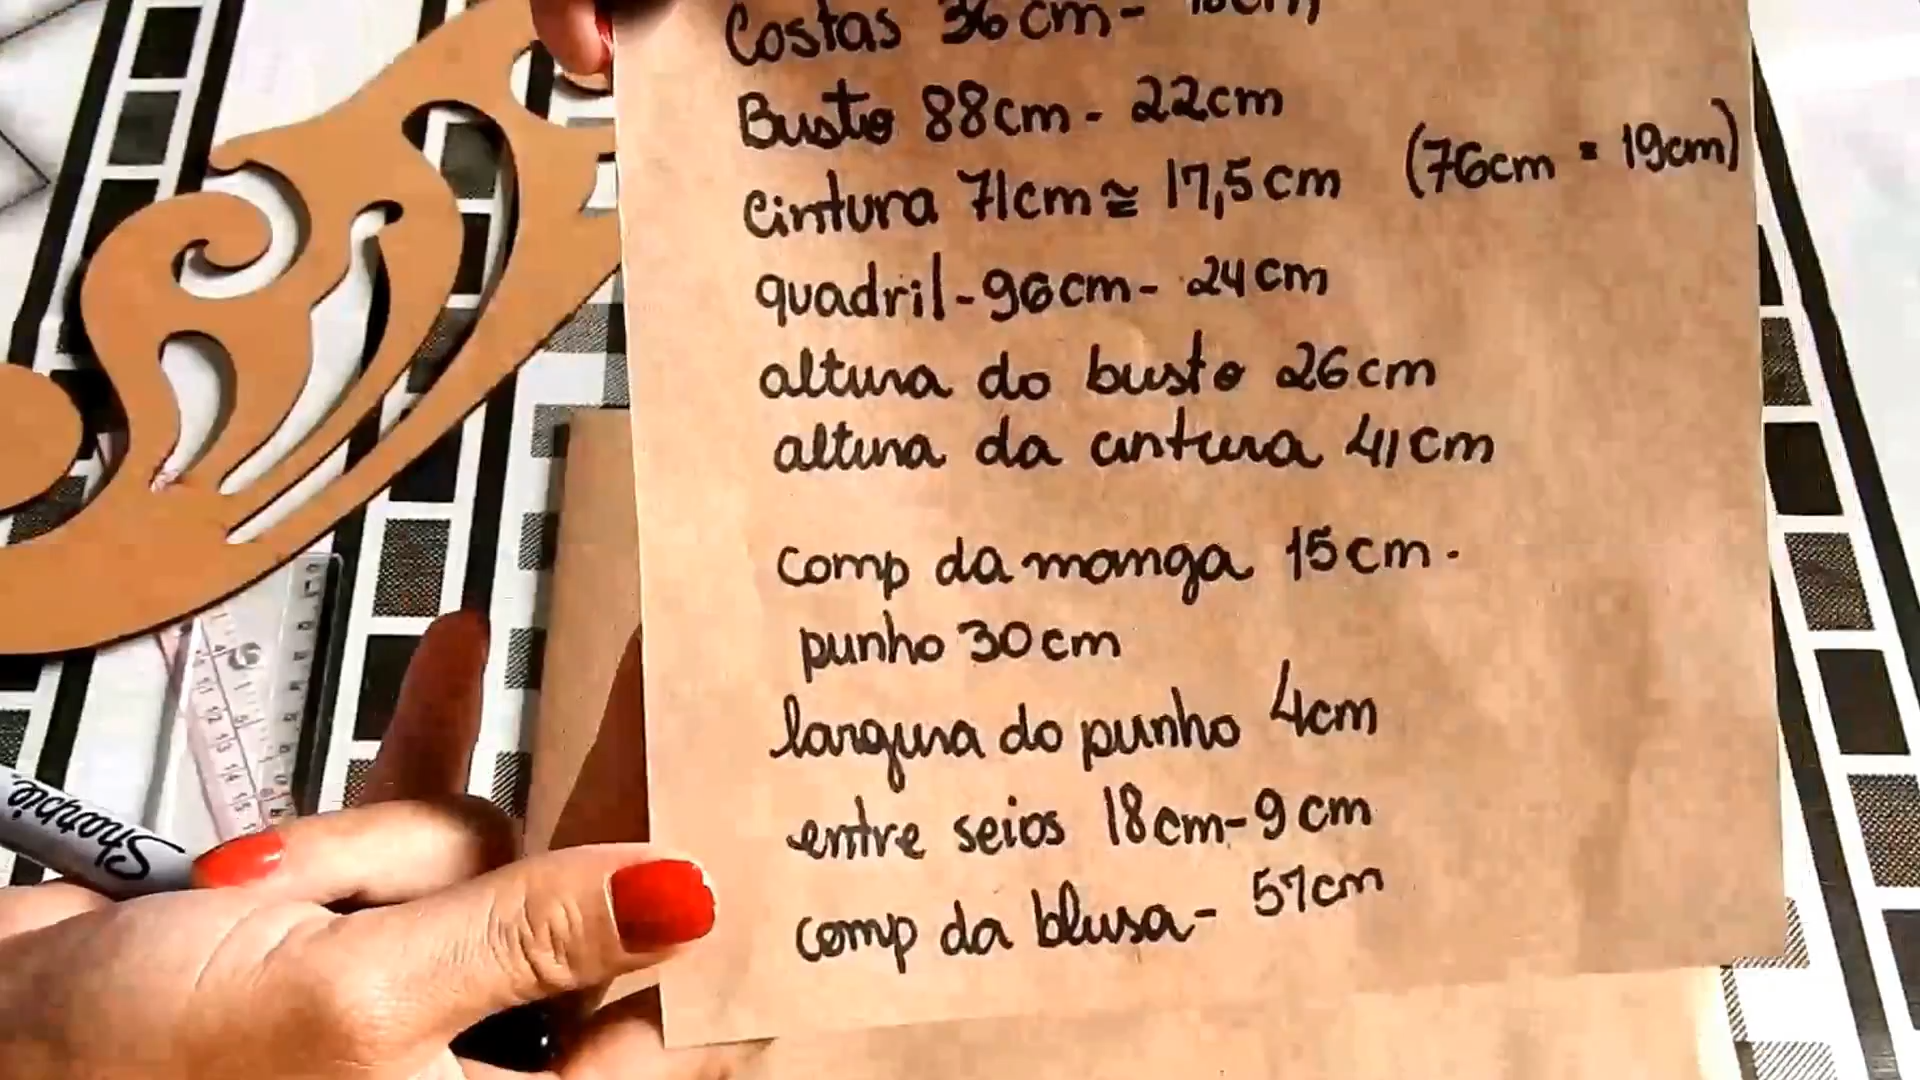 Costas 36cm - 18cm
Busto 88cm - 22cm
cintura 71cm ≅ 17,5cm (76cm = 19cm)
quadril - 96cm - 24cm
altura do busto 26cm
altura da cintura 41cm
comp da manga 15cm.
punho 30cm
largura do punho 4cm
entre seios 18cm - 9cm
comp da blusa - 57cm
Sharpie